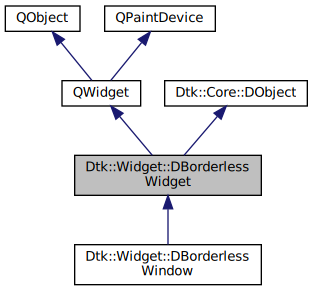 QObject
QPaintDevice
QWidget
Dtk::Core::DObject
Dtk::Widget::DBorderless
Widget
Dtk::Widget::DBorderless
Window